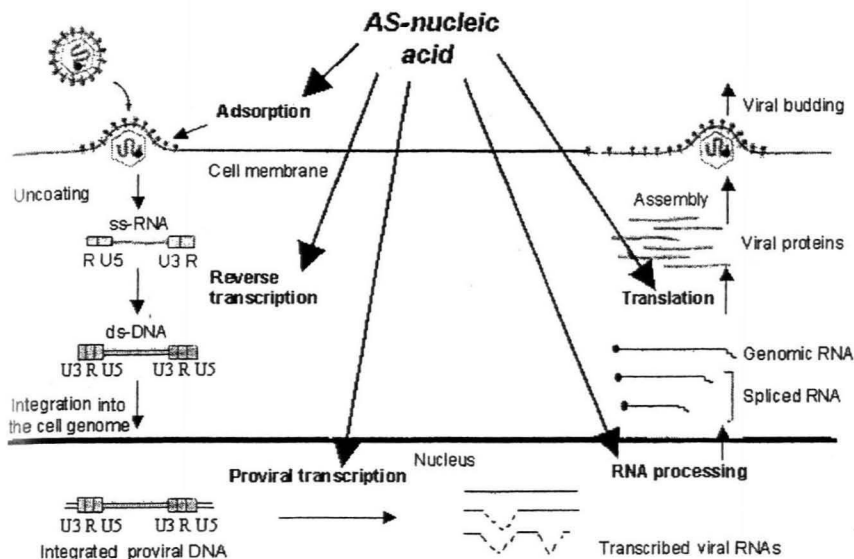 AS-nucleic
acid
Adsorption
Viral budding
Cell membrane
Uncoating
Assembly
ss-RNA
R U5 U3 R
Viral proteins
Reverse
transcription
Translation
ds-DNA
U3 R U5 U3 R U5
Genomic RNA
Spliced RNA
Integration into
the cell genome
Nucleus
Proviral transcription
RNA processing
U3 R U5 U3 R U5
Integrated proviral DNA
Transcribed viral RNAs